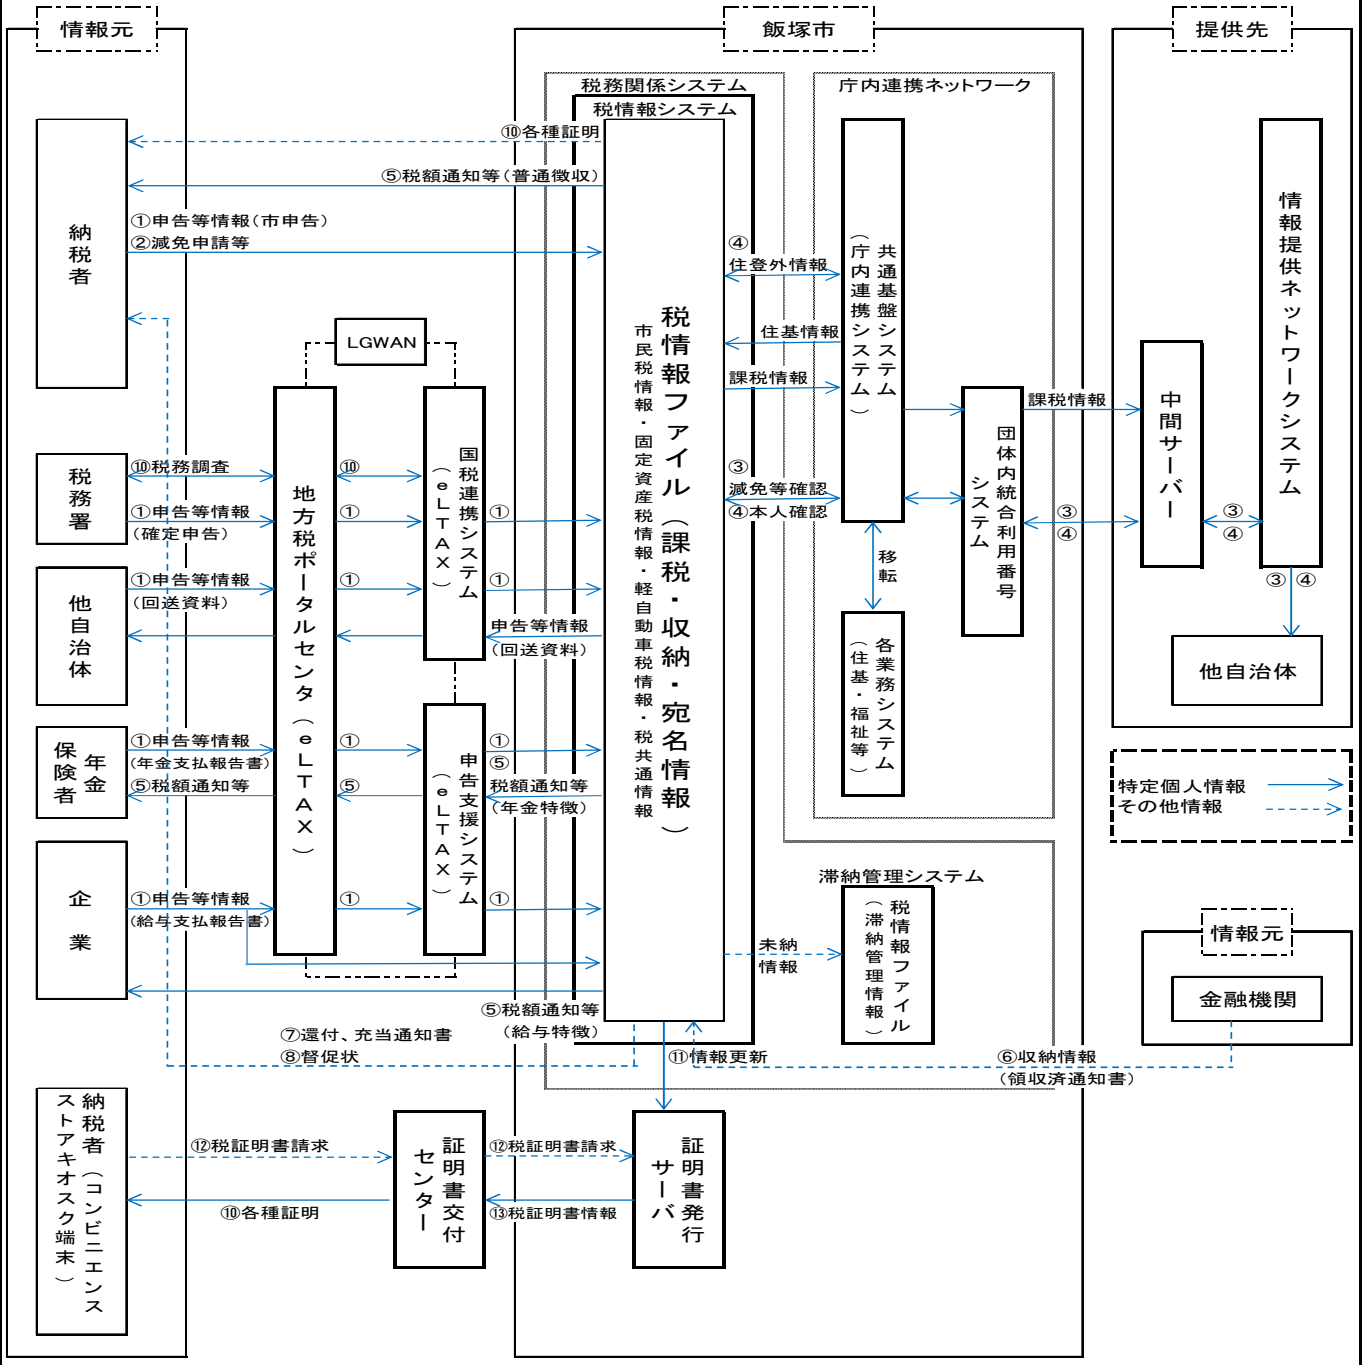 情報元
飯塚市
提供先
税務関係システム
税情報システム
庁内連携ネットワーク
納税者
⑩各種証明
⑤税額通知等(普通徴収)
①申告等情報(市申告)
②減免申請等
LGWAN
税務署
⑩税務調査
①申告等情報
(確定申告)
他自治体
①申告等情報
(回送資料)
年金
保険者
①申告等情報
(年金支払報告書)
⑤税額通知等
企業
①申告等情報
(給与支払報告書)
地方税ポータルセンタ(eLTAX)
⑩
①
①
①
⑤
①
国税連携システム
(eLTAX)
①
①
申告等情報
(回送資料)
申告支援システム
(eLTAX)
①
⑤
税額通知等
(年金特徴)
①
⑤税額通知等
(給与特徴)
⑦還付、充当通知書
⑧督促状
税情報ファイル(課税・収納・宛名情報)
市民税情報・固定資産税情報・軽自動車税情報・税共通情報
④
住登外情報
住基情報
課税情報
③
減免等確認
④本人確認
共通基盤システム
(庁内連携システム)
移転
各業務システム
(住基・福祉等)
団体内統合利用番号
システム
課税情報
③
④
中間サーバー
③
④
情報提供ネットワークシステム
③ ④
他自治体
特定個人情報
その他情報
滞納管理システム
税情報ファイル
(滞納管理情報)
未納
情報
情報元
金融機関
⑥収納情報
(領収済通知書)
⑪情報更新
納税者(コンビニエンス
ストアキオスク端末)
⑫税証明書請求
⑩各種証明
証明書交付
センター
⑫税証明書請求
⑬税証明書情報
証明書発行
サーバ